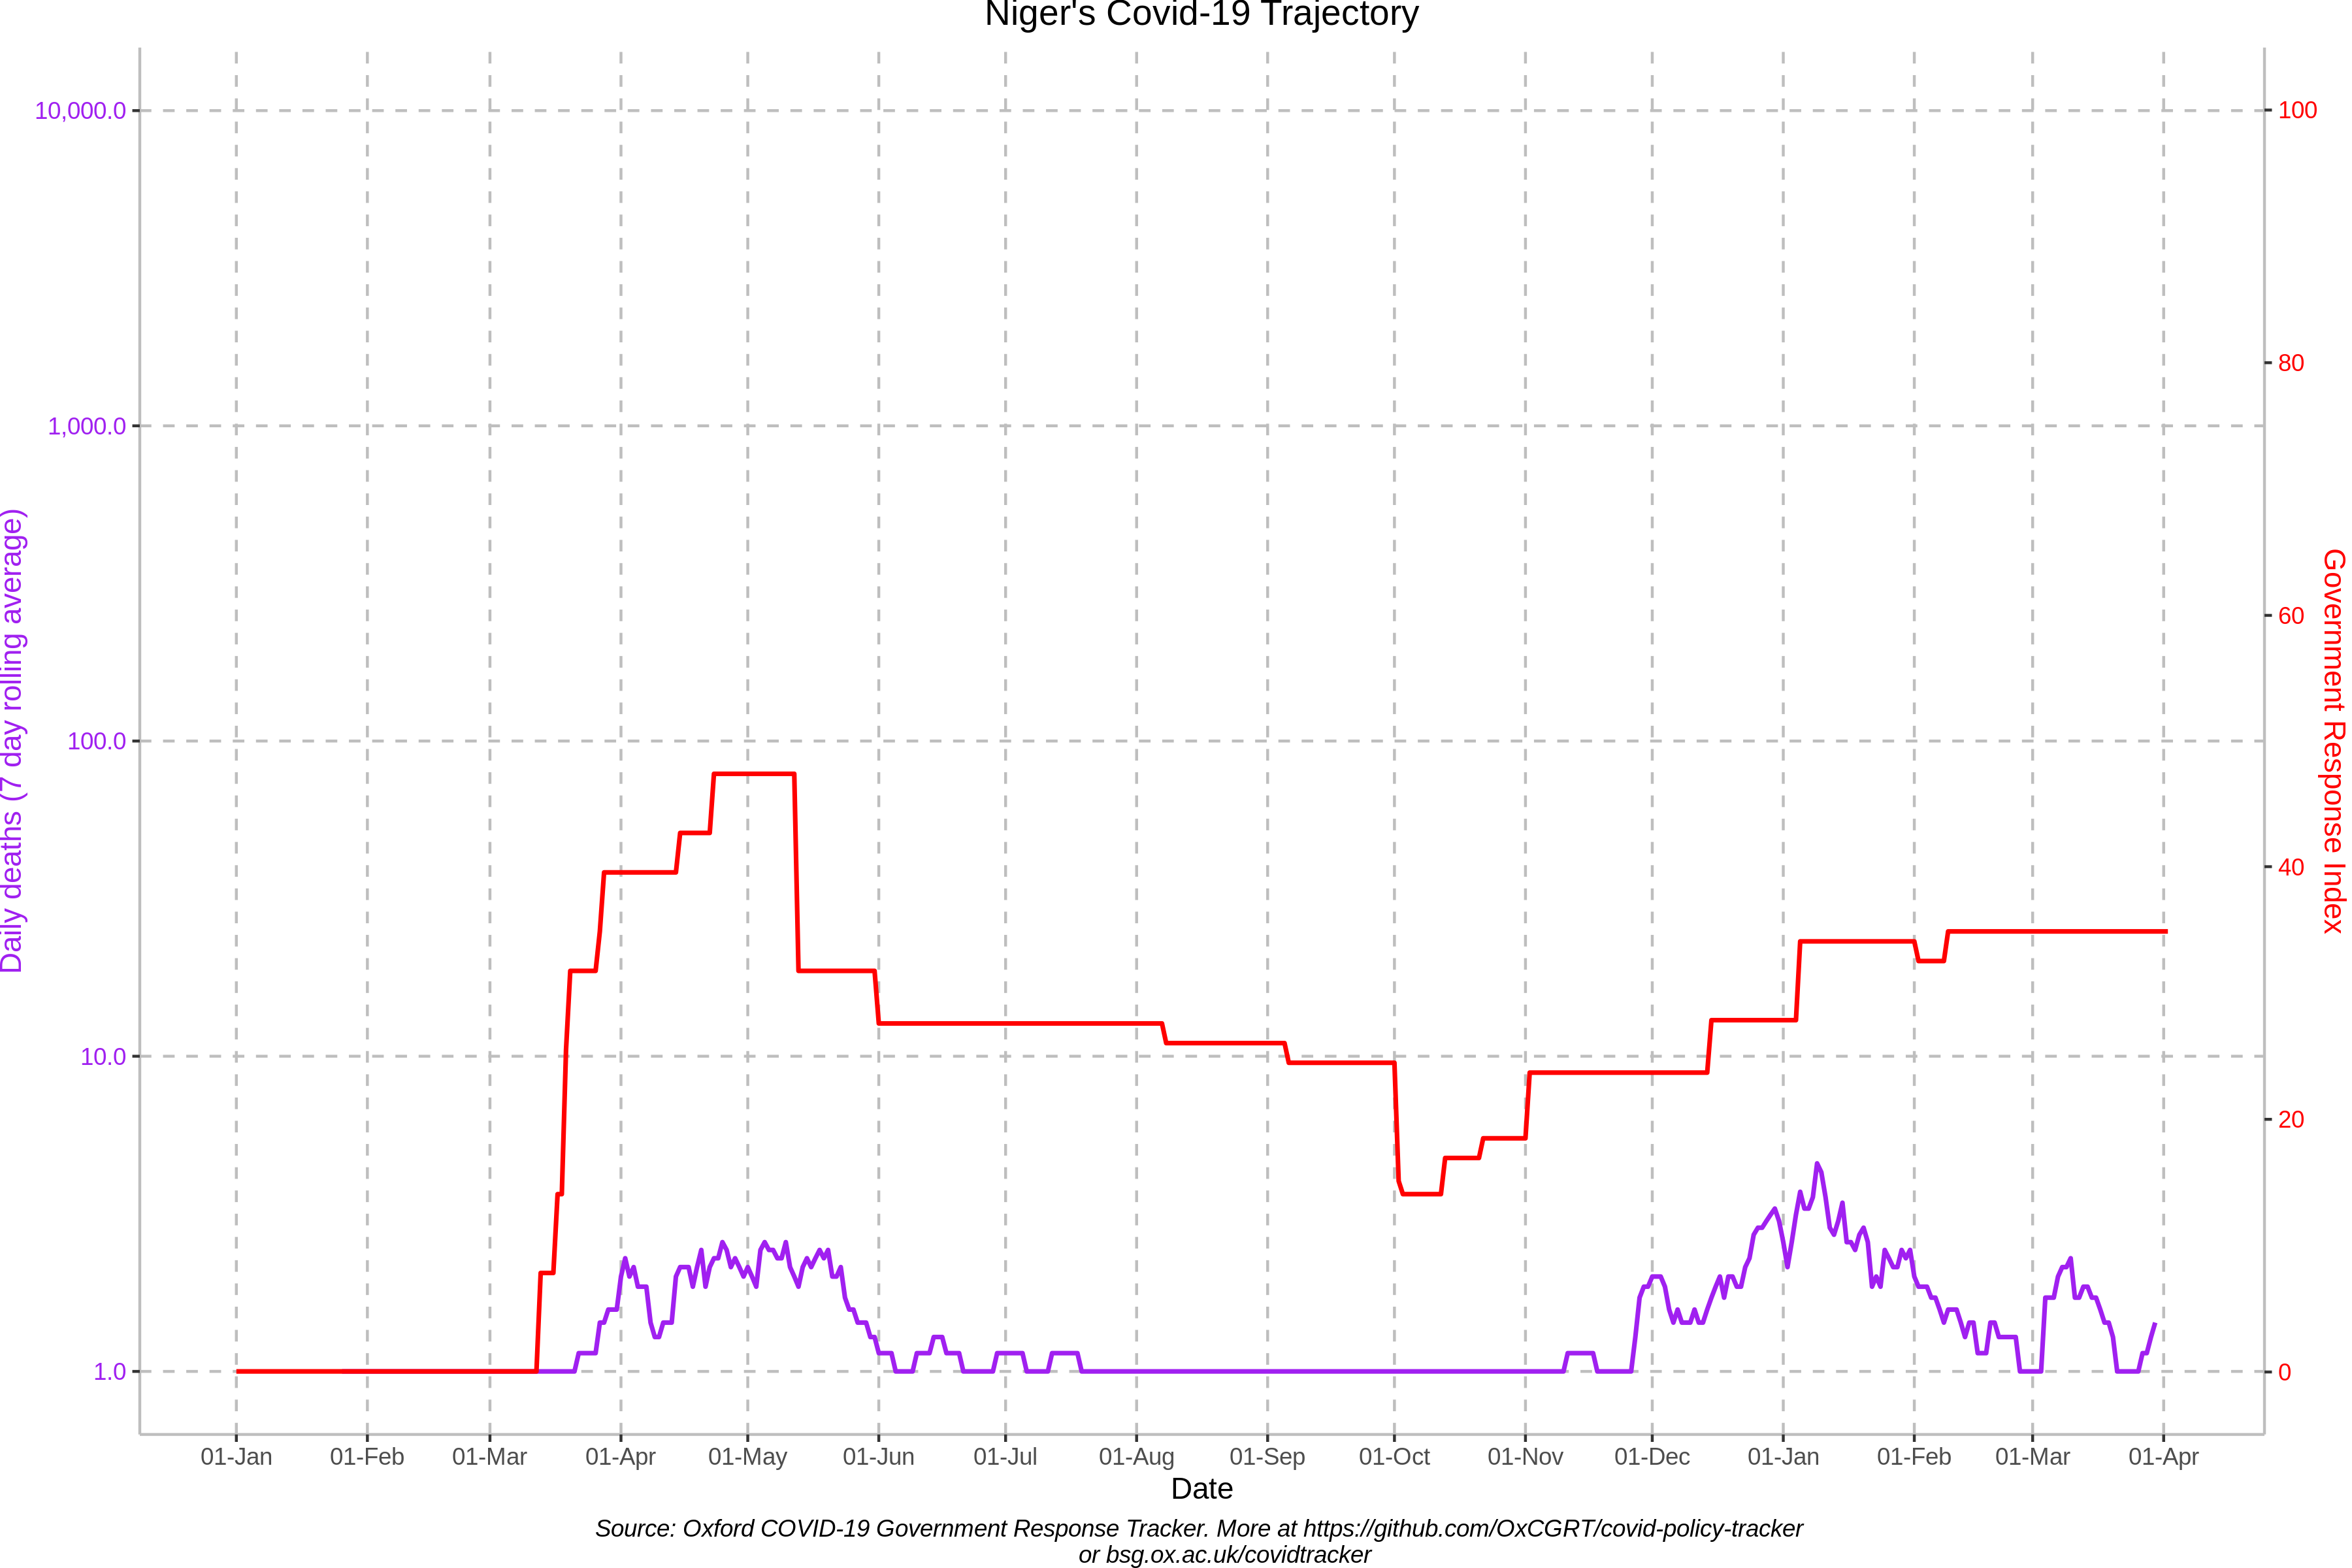 Niger's Covid-19 Trajectory
10,000.0
1,000.0
100.0
10.0
1.0
Daily deaths (7 day rolling average)
100
80
60
40
20
0
Government Response Index
01-Jan 01-Feb 01-Mar 01-Apr 01-May 01-Jun 01-Jul 01-Aug 01-Sep 01-Oct 01-Nov 01-Dec 01-Jan 01-Feb 01-Mar 01-Apr
Date
Source: Oxford COVID-19 Government Response Tracker. More at https://github.com/OxCGRT/covid-policy-tracker
or bsg.ox.ac.uk/covidtracker